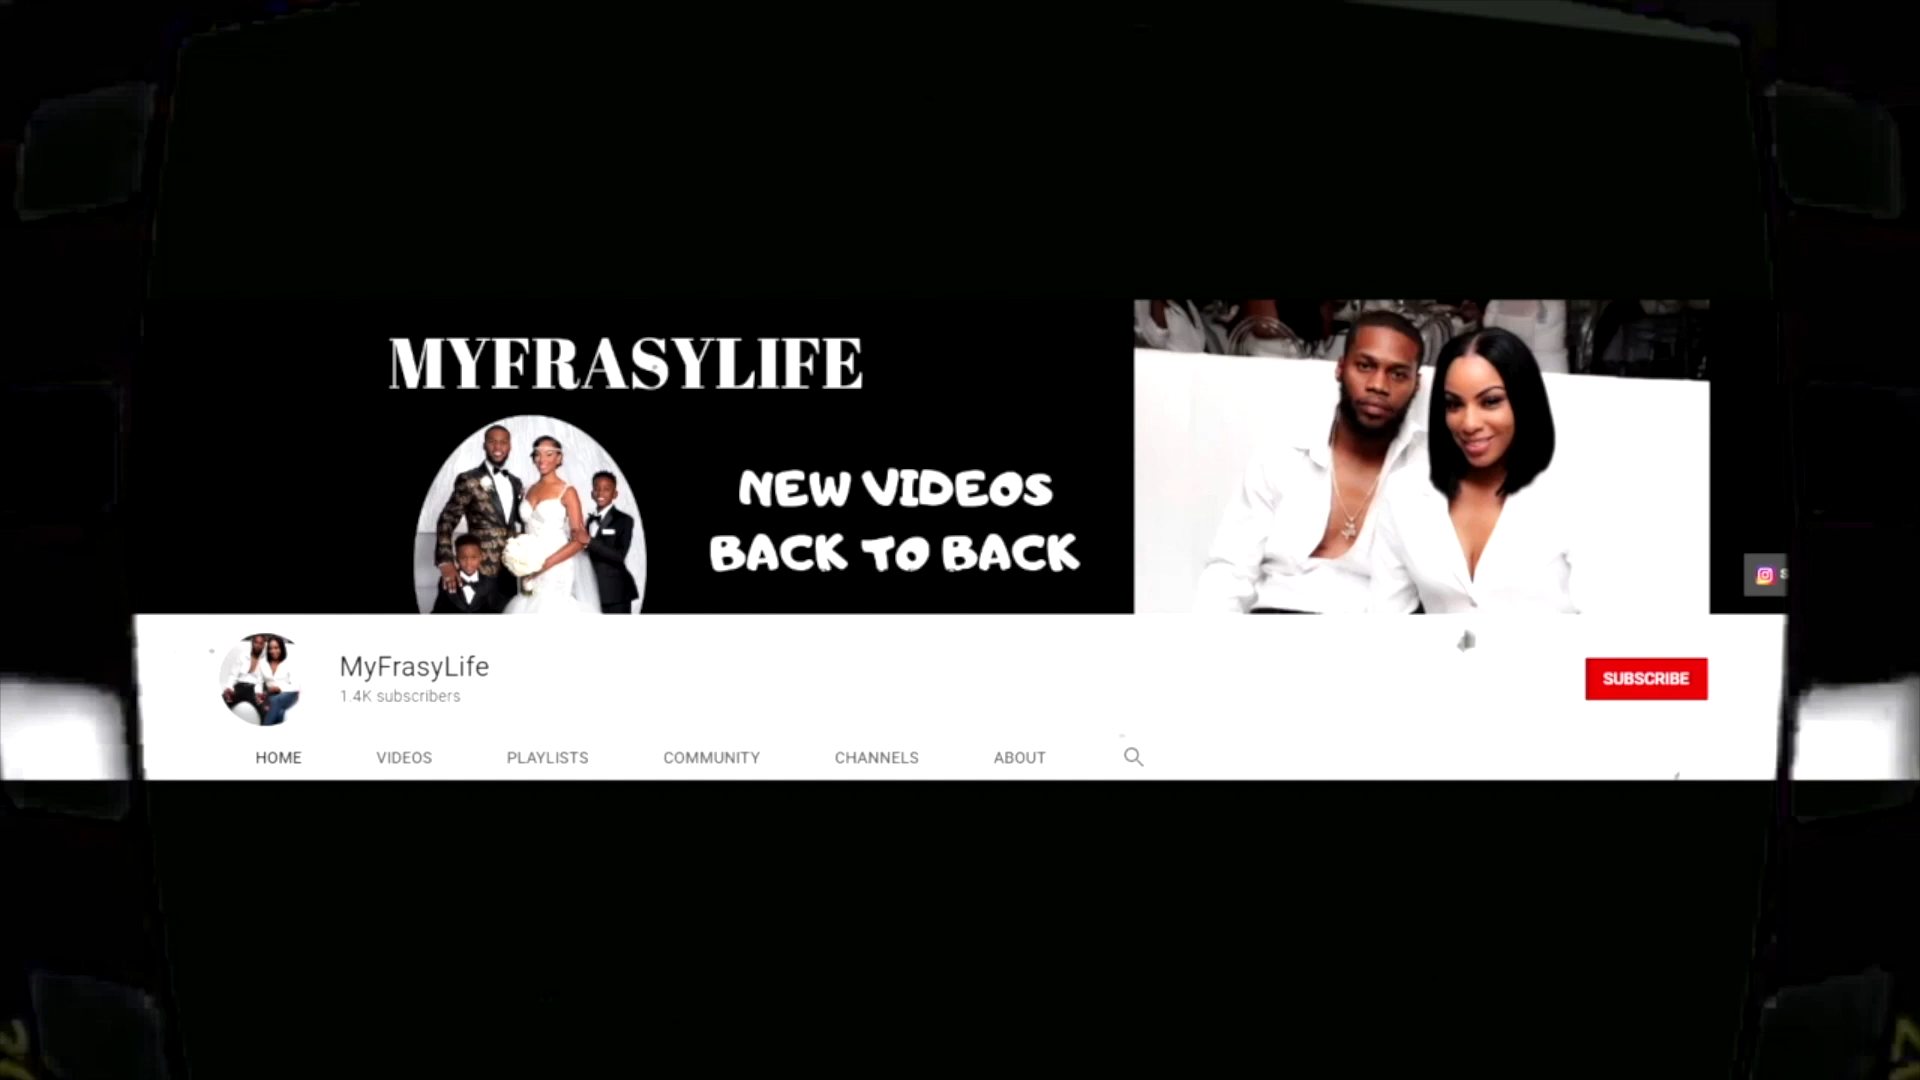 MYFRASYLIFE
NEW VIDEOS
BACK TO BACK
MyFrasyLife
1.4K subscribers
SUBSCRIBE
HOME VIDEOS PLAYLISTS COMMUNITY CHANNELS ABOUT